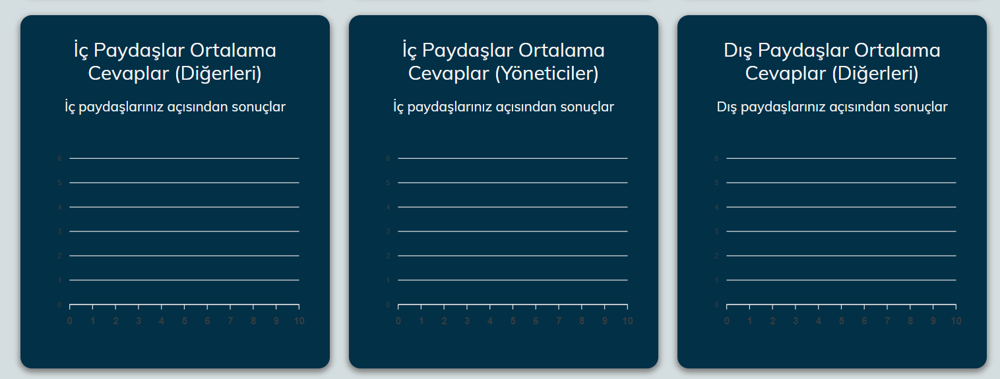 İç Paydaşlar Ortalama
Cevaplar (Diğerleri)
İç paydaşlarınız açısından sonuçlar
6
5
4
3
2
1
0
0 1 2 3 4 5 6 7 8 9 10
İç Paydaşlar Ortalama
Cevaplar (Yöneticiler)
İç paydaşlarınız açısından sonuçlar
6
5
4
3
2
1
0
0 1 2 3 4 5 6 7 8 9 10
Dış Paydaşlar Ortalama
Cevaplar (Diğerleri)
Dış paydaşlarınız açısından sonuçlar
6
5
4
3
2
1
0
0 1 2 3 4 5 6 7 8 9 10